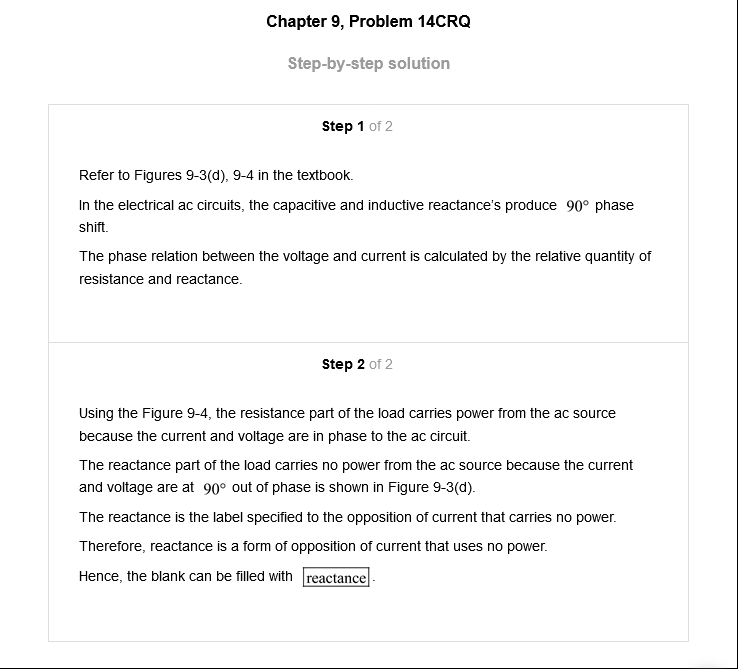 Chapter 9, Problem 14CRQ
Step-by-step solution
Step 1 of 2
Refer to Figures 9-3(d), 9-4 in the textbook.
In the electrical ac circuits, the capacitive and inductive reactance's produce 90° phase
shift.
The phase relation between the voltage and current is calculated by the relative quantity of
resistance and reactance.
Step 2 of 2
Using the Figure 9-4, the resistance part of the load carries power from the ac source
because the current and voltage are in phase to the ac circuit.
The reactance part of the load carries no power from the ac source because the current
and voltage are at 90° out of phase is shown in Figure 9-3(d).
The reactance is the label specified to the opposition of current that carries no power.
Therefore, reactance is a form of opposition of current that uses no power.
Hence, the blank can be filled with reactance.